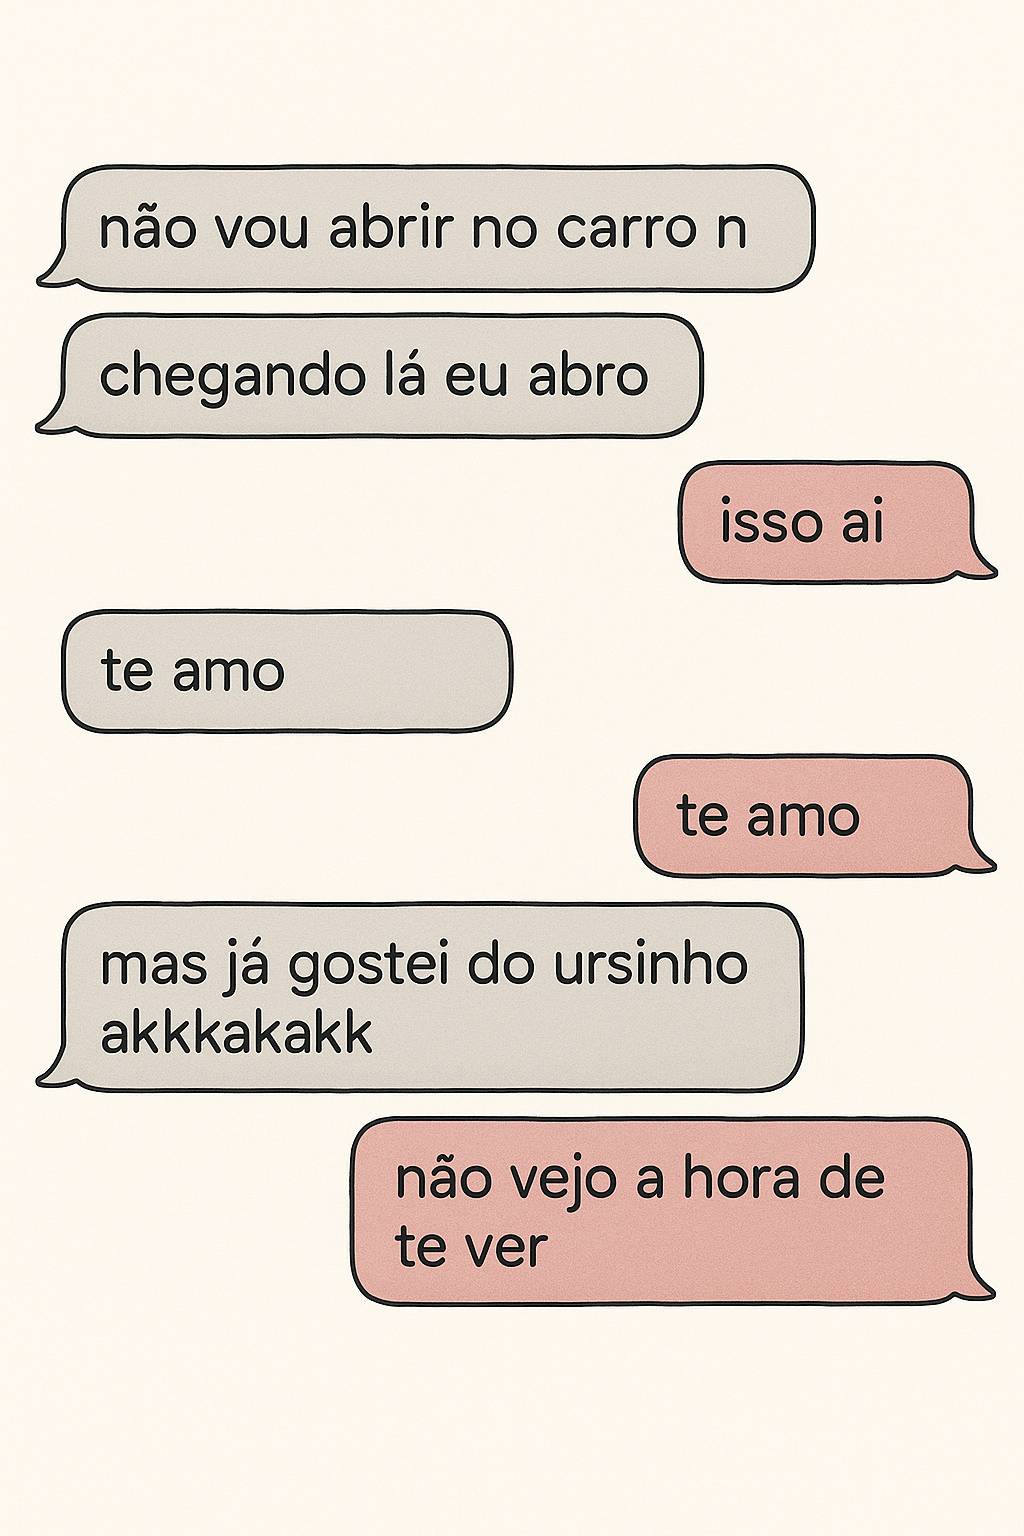 não vou abrir no carro n
chegando lá eu abro
isso ai
te amo
te amo
mas já gostei do ursinho
akkkakakk
não vejo a hora de
te ver